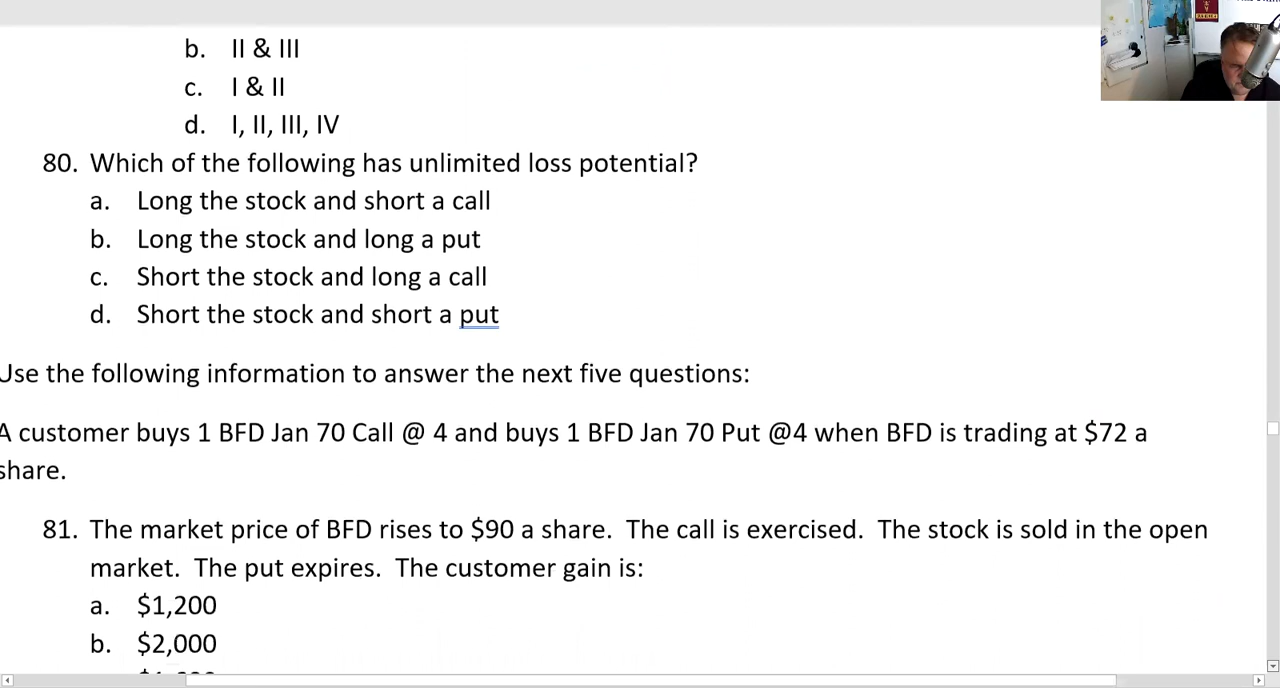 b. II & III
c. I & II
d. I, II, III, IV
80. Which of the following has unlimited loss potential?
a. Long the stock and short a call
b. Long the stock and long a put
c. Short the stock and long a call
d. Short the stock and short a put
Use the following information to answer the next five questions:
A customer buys 1 BFD Jan 70 Call @ 4 and buys 1 BFD Jan 70 Put @4 when BFD is trading at $72 a
share.
81. The market price of BFD rises to $90 a share. The call is exercised. The stock is sold in the open
market. The put expires. The customer gain is:
a. $1,200
b. $2,000